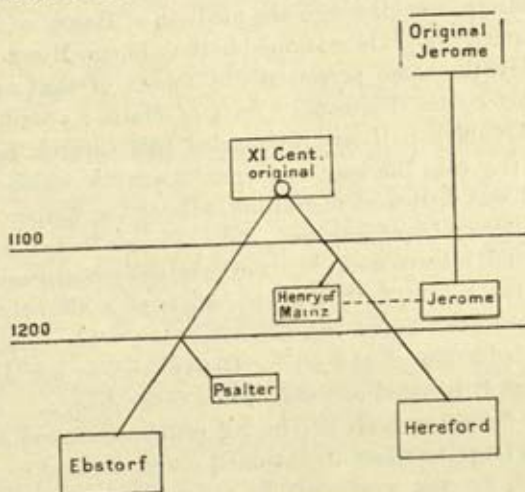 Original
Jerome
XI Cent.
original
1100
Henry of
Mainz
Jerome
1200
Psalter
Ebstorf
Hereford